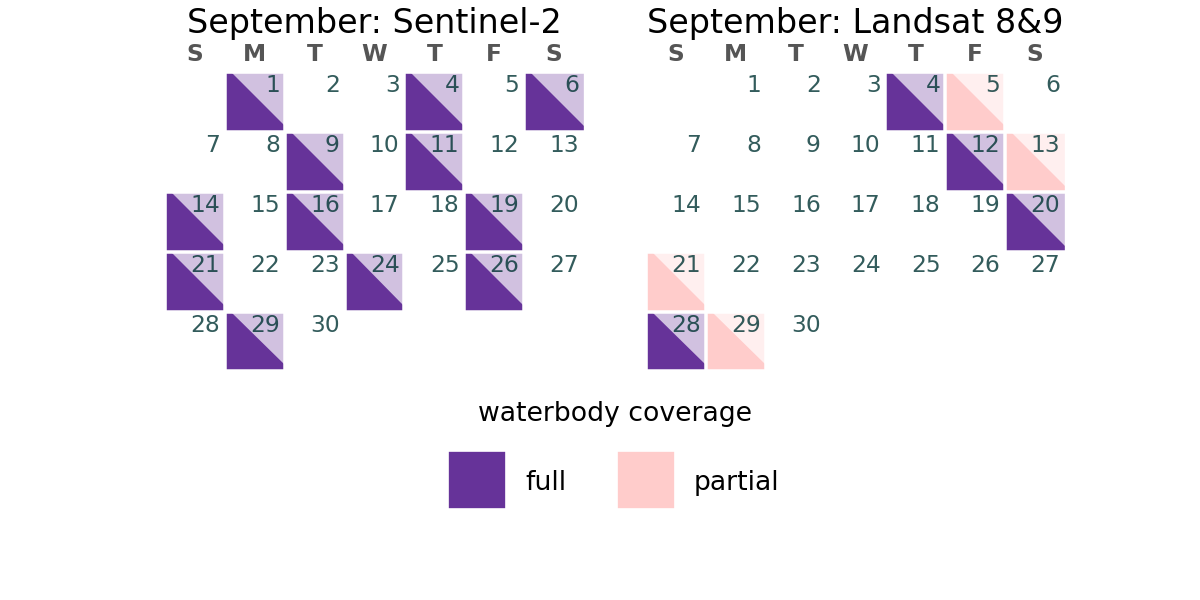 September: Sentinel-2
S M T W T F S
1 2 3 4 5 6
7 8 9 10 11 12 13
14 15 16 17 18 19 20
21 22 23 24 25 26 27
28 29 30
September: Landsat 8&9
S M T W T F S
1 2 3 4 5 6
7 8 9 10 11 12 13
14 15 16 17 18 19 20
21 22 23 24 25 26 27
28 29 30
waterbody coverage
full partial